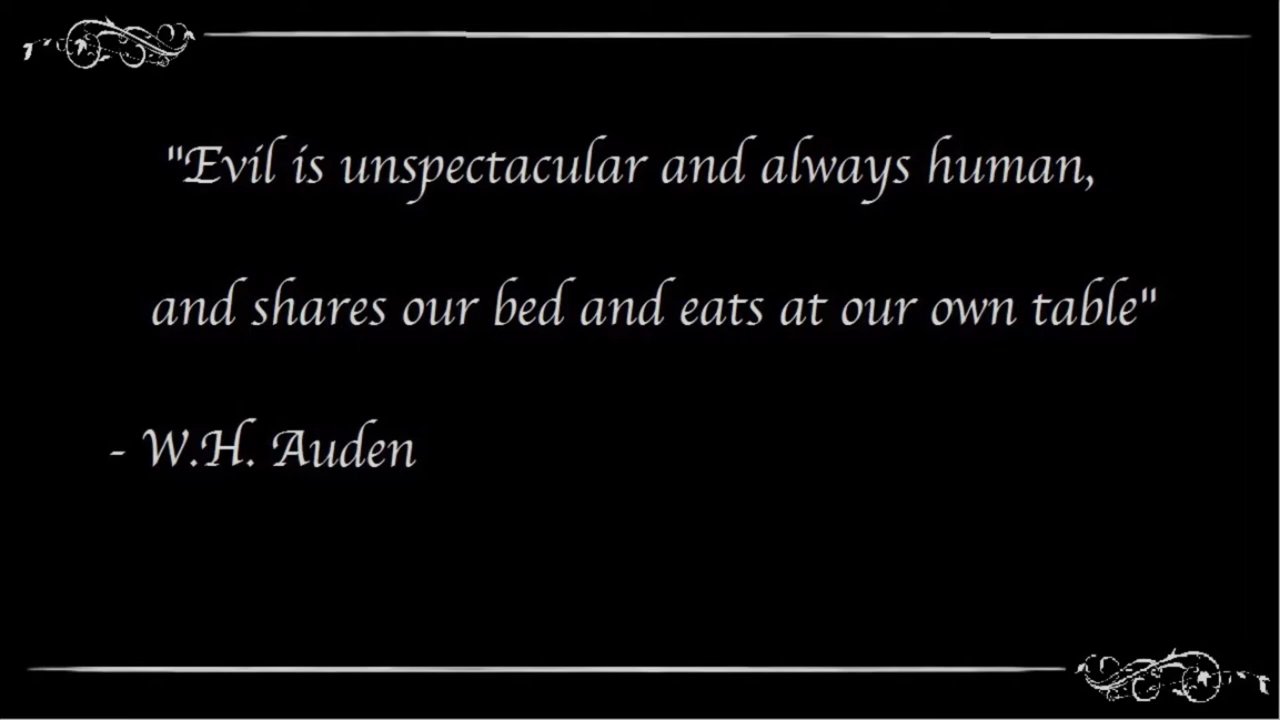 "Evil is unspectacular and always human,
and shares our bed and eats at our own table"
- W.H. Auden